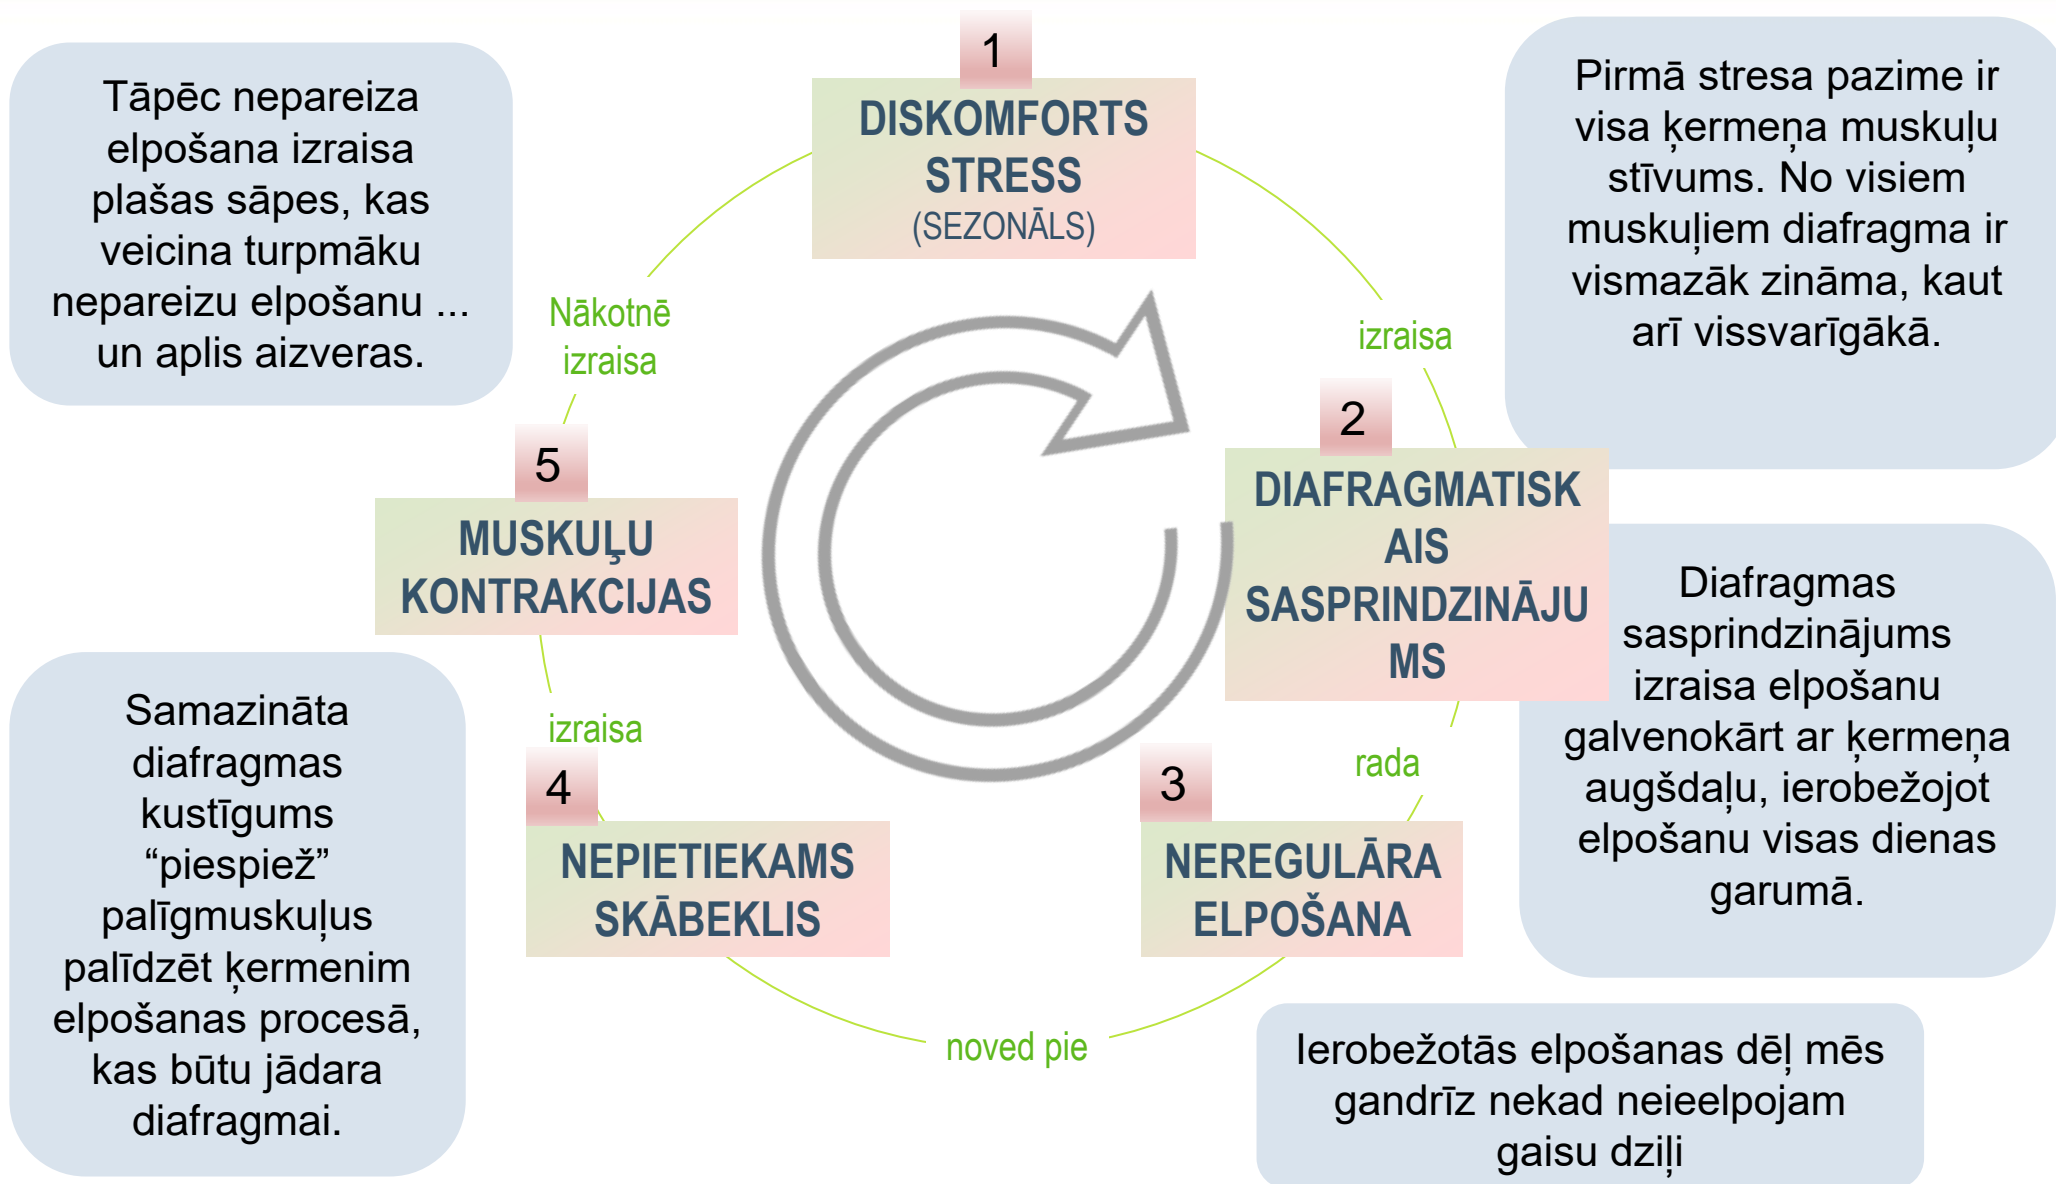 1
DISKOMFORTS
STRESS
(SEZONĀLS)
Pirmā stresa pazime ir
visa ķermeņa muskuļu
stīvums. No visiem
muskuļiem diafragma ir
vismazāk zināma, kaut
arī vissvarīgākā.
izraisa
2
DIAFRAGMATISK
AIS
SASPRINDZINĀJU
MS
Diafragmas
sasprindzinājums
izraisa elpošanu
galvenokārt ar ķermeņa
augšdaļu, ierobežojot
elpošanu visas dienas
garumā.
rada
3
NEREGULĀRA
ELPOŠANA
Ierobežotās elpošanas dēļ mēs
gandrīz nekad neieelpojam
gaisu dziļi
noved pie
4
NEPIETIEKAMS
SKĀBEKLIS
Samazināta
diafragmas
kustīgums
“piespiež”
palīgmuskuļus
palīdzēt ķermenim
elpošanas procesā,
kas būtu jādara
diafragmai.
izraisa
5
MUSKUĻU
KONTRAKCIJAS
Tāpēc nepareiza
elpošana izraisa
plašas sāpes, kas
veicina turpmāku
nepareizu elpošanu ...
un aplis aizveras.
Nākotnē
izraisa